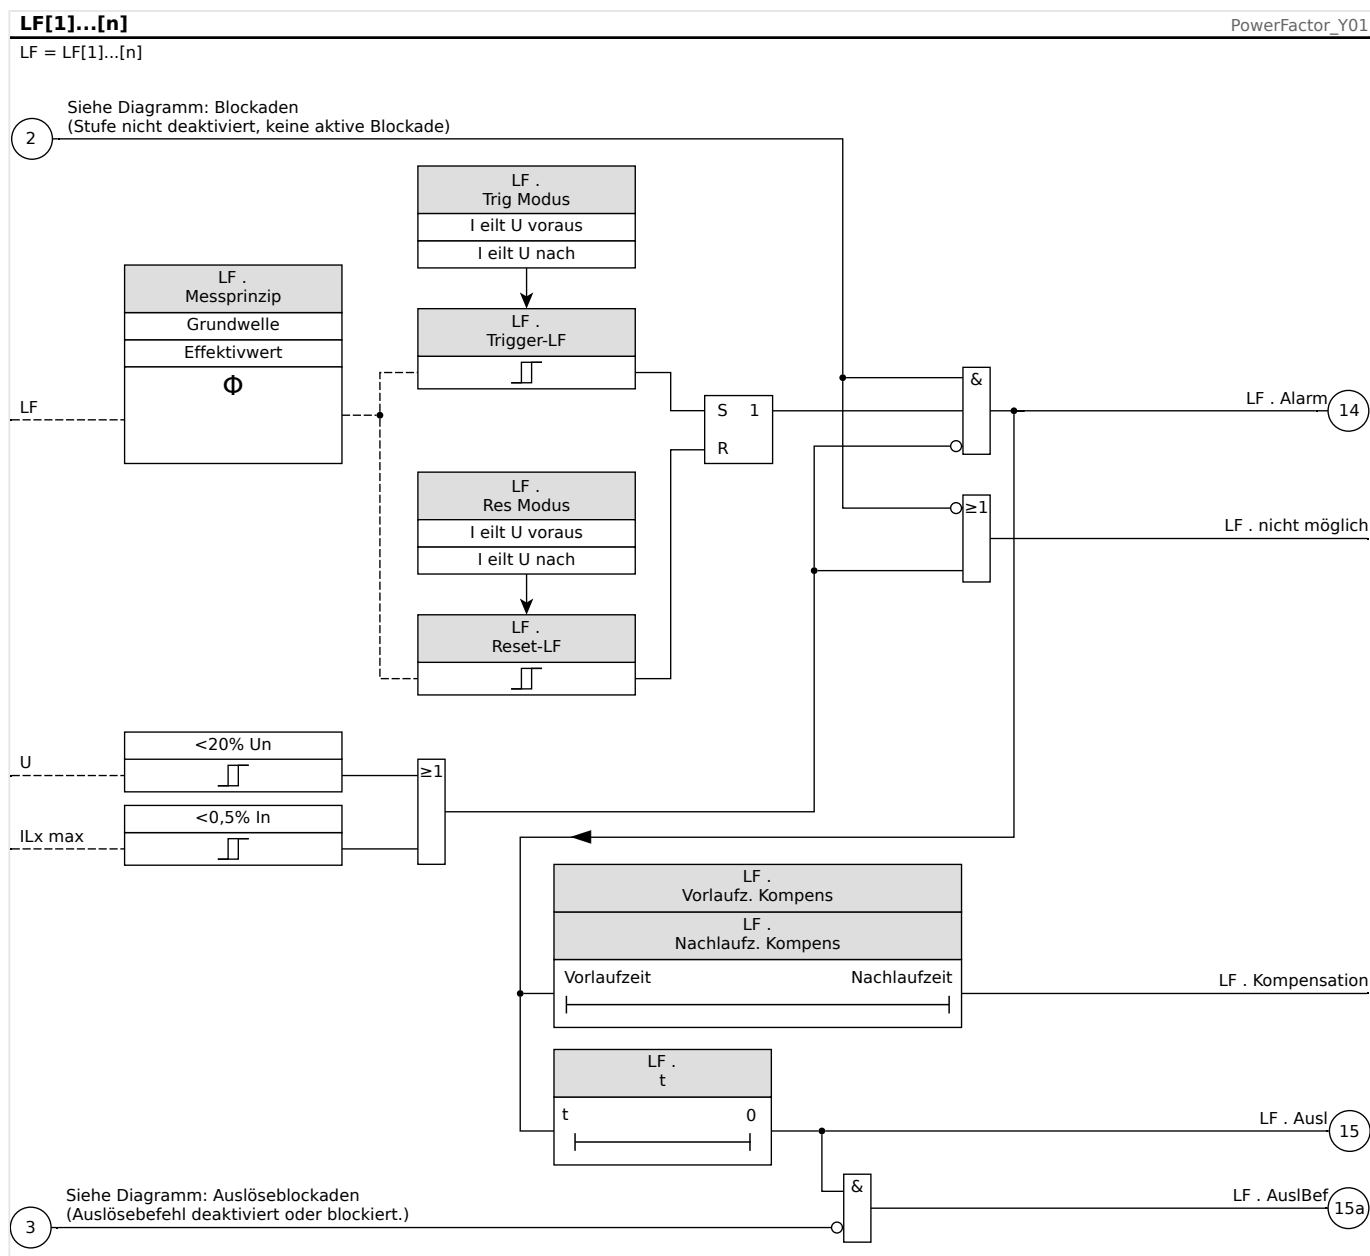 LF[1]...[n]
PowerFactor_Y01
LF = LF[1]...[n]
Siehe Diagramm: Blockaden
(Stufe nicht deaktiviert, keine aktive Blockade)
2
LF .
Trig Modus
I eilt U voraus
I eilt U nach
LF .
Messprinzip
Grundwelle
Effektivwert
Φ
LF
LF .
Trigger-LF
S 1
R
&
LF . Alarm
14
LF .
Res Modus
I eilt U voraus
I eilt U nach
≥1
LF . nicht möglich
LF .
Reset-LF
<20% Un
U
≥1
<0,5% In
ILx max
LF .
Vorlaufz. Kompens
LF .
Nachlaufz. Kompens
Vorlaufzeit Nachlaufzeit
LF . Kompensation
LF .
t
t 0
LF . Ausl
15
Siehe Diagramm: Auslöseblockaden
(Auslösebefehl deaktiviert oder blockiert.)
3
&
LF . AuslBef
15a